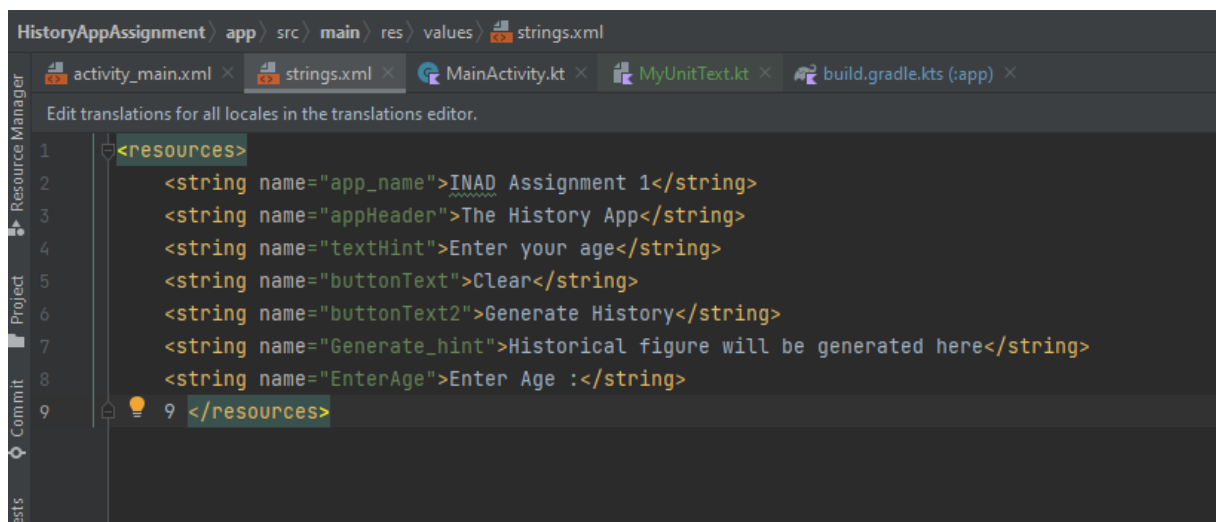 HistoryAppAssignment 〉 app 〉 src 〉 main 〉 res 〉 values 〉 strings.xml
activity_main.xml × strings.xml × MainActivity.kt × MyUnitText.kt × build.gradle.kts (:app) ×
Edit translations for all locales in the translations editor.
1 <resources>
2 <string name="app_name">INAD Assignment 1</string>
3 <string name="appHeader">The History App</string>
4 <string name="textHint">Enter your age</string>
5 <string name="buttonText">Clear</string>
6 <string name="buttonText2">Generate History</string>
7 <string name="Generate_hint">Historical figure will be generated here</string>
8 <string name="EnterAge">Enter Age :</string>
9 9 </resources>
Resource Manager
Project
Commit